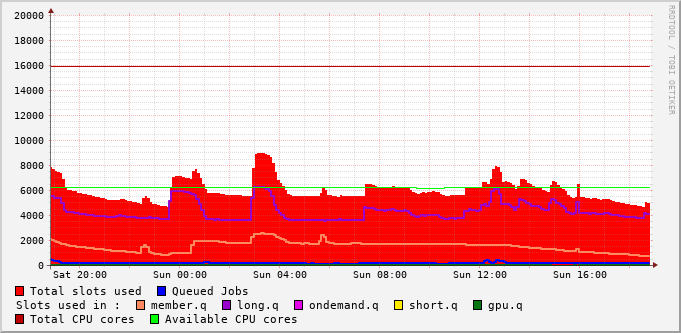 20000
18000
16000
14000
12000
10000
8000
6000
4000
2000
0
Sat 20:00 Sun 00:00 Sun 04:00 Sun 08:00 Sun 12:00 Sun 16:00
RRDTOOL / TOBI OETIKER
Total slots used Queued Jobs
Slots used in : member.q long.q ondemand.q short.q gpu.q
Total CPU cores Available CPU cores